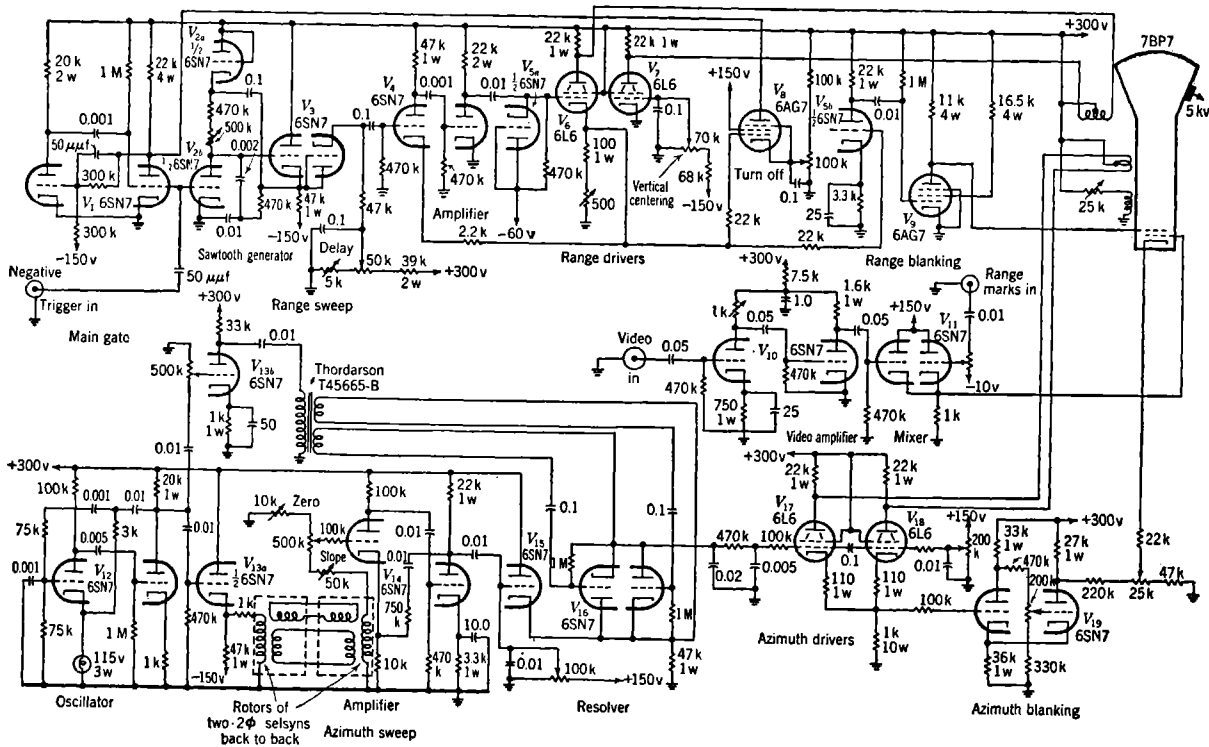 +300 v
7BP7
5 kv
20 k
2 w
1 M
22 k
4 w
V2a
½
6SN7
0.1
470 k
500 k
V2b
½6SN7
0.002
0.001
50 μμf
300 k
V1 6SN7
300 k
−150 v
0.01
470 k
47 k
1 w
−150 v
V3
6SN7
0.1
47 k
1 w
0.001
V4
6SN7
470 k
22 k
2 w
0.01
V5a
½6SN7
470 k
Amplifier
−60 v
470 k
22 k
1 w
V6
6L6
100
1 w
500
22 k 1 w
V7
6L6
0.1
70 k
68 k
−150 v
Vertical
centering
+150 v
V8
6AG7
Turn off
0.1
100 k
100 k
22 k
1 w
V5b
½6SN7
0.01
3.3 k
25
1 M
11 k
4 w
16.5 k
4 w
V9
6AG7
25 k
2.2 k
22 k
22 k
Range drivers
Range blanking
Sawtooth generator
Negative
Trigger in
50 μμf
Main gate
0.1
Delay
5 k
47 k
50 k
39 k
2 w
+300 v
Range sweep
+300 v
33 k
0.01
500 k
V13b
6SN7
1 k
1 w
50
0.01
Thordarson
T45665-B
Video
in
0.05
470 k
+300 v
7.5 k
1.0
1 k
0.05
V10
6SN7
750
1 w
25
470 k
1.6 k
1 w
0.05
470 k
Video amplifier
+150 v
V11
6SN7
Range
marks in
0.01
−10 v
1 k
Mixer
+300 v
100 k
75 k
0.001
0.01
0.005
3 k
0.001
V12
6SN7
75 k
115 v
3 w
20 k
1 w
1 M
1 k
Oscillator
0.01
V13a
½6SN7
470 k
1 k
47 k
1 w
−150 v
Rotors of
two·2φ selsyns
back to back
10 k
Zero
500 k
100 k
Slope
50 k
100 k
0.01
V14
6SN7
0.01
750
k
10 k
Amplifier
Azimuth sweep
22 k
1 w
470
k
0.01
10.0
3.3 k
1 w
V15
6SN7
0.01
100 k
+150 v
Resolver
0.1
1 M
V16
6SN7
0.1
1 M
47 k
1 w
0.02
470 k
0.005
100 k
+300 v
22 k
1 w
V17
6L6
0.1
110
1 w
22 k
1 w
V18
6L6
110
1 w
1 k
10 w
Azimuth drivers
0.01
+150 v
200
k
100 k
33 k
1 w
470 k
200 k
+300 v
27 k
1 w
V19
6SN7
36 k
1 w
330 k
220 k
22 k
25 k
47 k
Azimuth blanking